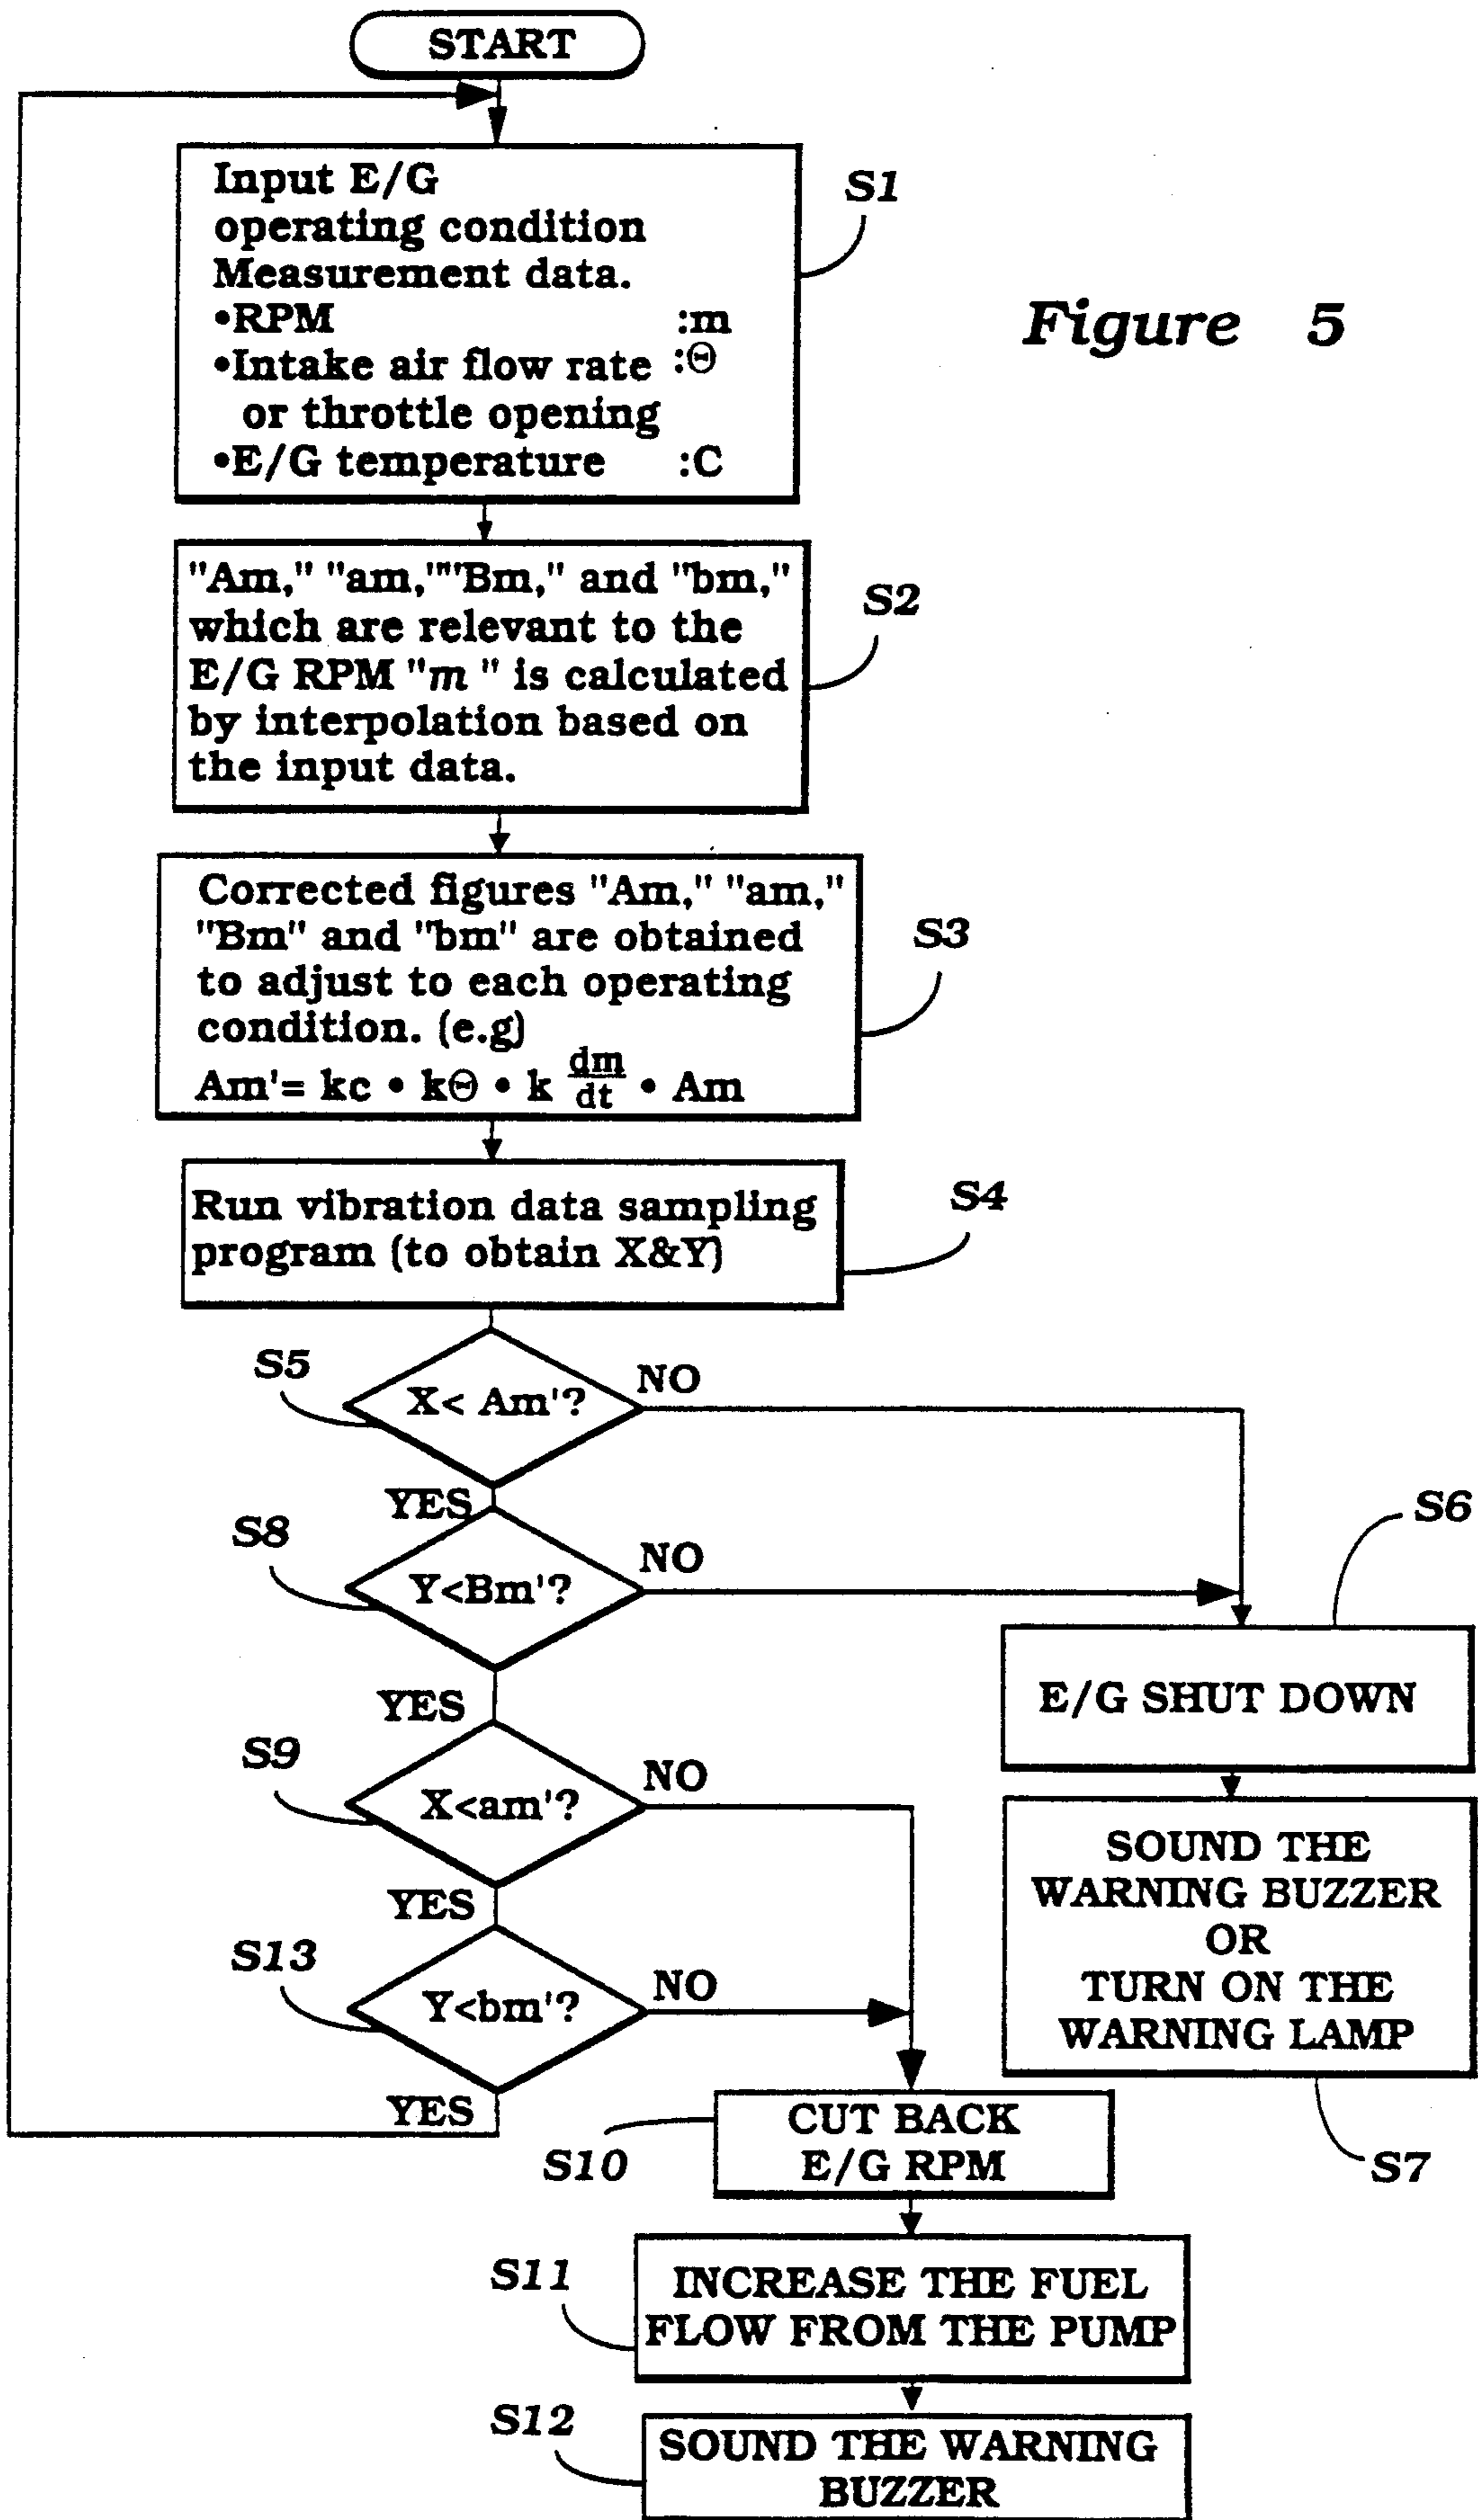 START
Input E/G
operating condition
Measurement data.
•RPM :m
•Intake air flow rate :Θ
or throttle opening
•E/G temperature :C
S1
Figure 5
"Am," "am,""Bm," and "bm,"
which are relevant to the
E/G RPM "m " is calculated
by interpolation based on
the input data.
S2
Corrected figures "Am," "am,"
"Bm" and "bm" are obtained
to adjust to each operating
condition. (e.g)
Am'= kc • kΘ • k dm/dt • Am
S3
Run vibration data sampling
program (to obtain X&Y)
S4
S5
X< Am'?
NO
YES
S8
Y<Bm'?
NO
YES
S6
E/G SHUT DOWN
S9
X<am'?
NO
YES
SOUND THE
WARNING BUZZER
OR
TURN ON THE
WARNING LAMP
S7
S13
Y<bm'?
NO
YES
CUT BACK
E/G RPM
S10
S11
INCREASE THE FUEL
FLOW FROM THE PUMP
S12
SOUND THE WARNING
BUZZER